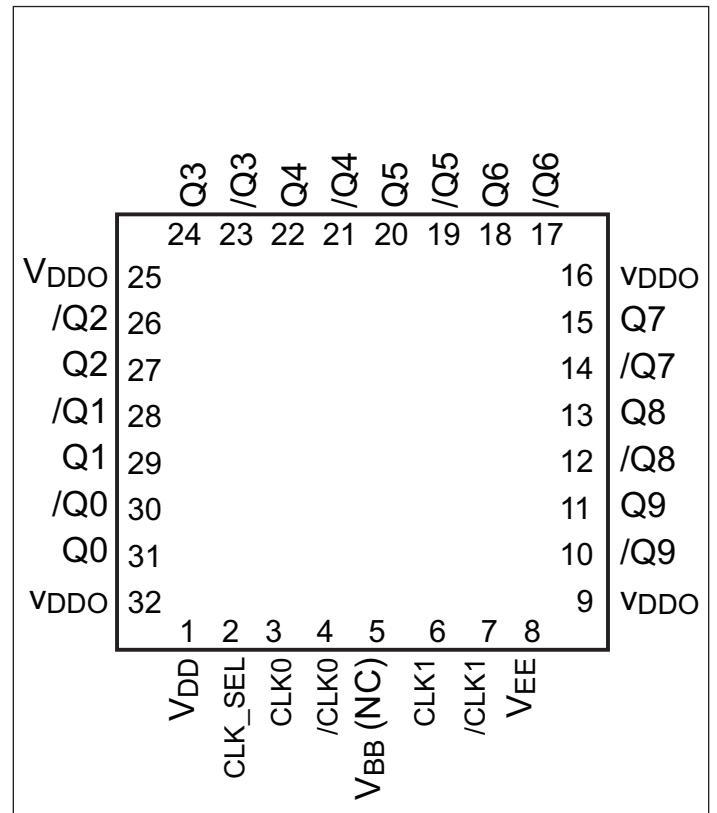 Q3 /Q3 Q4 /Q4 Q5 /Q5 Q6 /Q6
24 23 22 21 20 19 18 17
VDDO 25 16 VDDO
/Q2 26 15 Q7
Q2 27 14 /Q7
/Q1 28 13 Q8
Q1 29 12 /Q8
/Q0 30 11 Q9
Q0 31 10 /Q9
VDDO 32 9 VDDO
1 2 3 4 5 6 7 8
VDD CLK_SEL CLK0 /CLK0 VBB (NC) CLK1 /CLK1 VEE